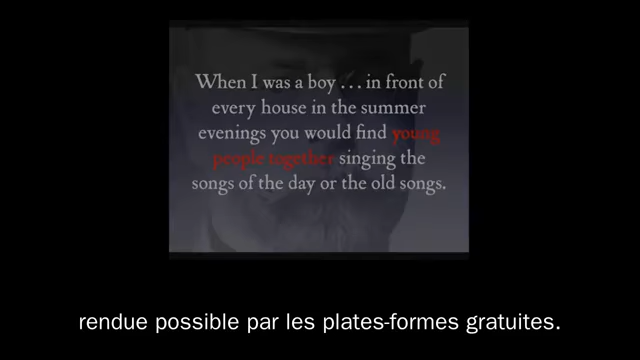 When I was a boy . . . in front of
every house in the summer
evenings you would find young
people together singing the
songs of the day or the old songs.
rendue possible par les plates-formes gratuites.